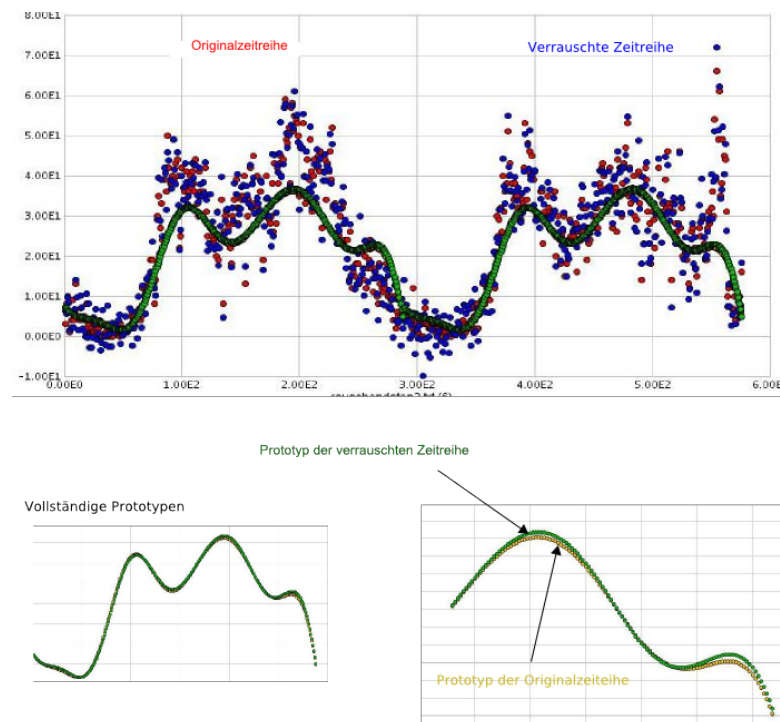 8.00E1
Originalzeitreihe
Verrauschte Zeitreihe
7.00E1
6.00E1
5.00E1
4.00E1
3.00E1
2.00E1
1.00E1
0.00E0
-1.00E1
0.00E0 1.00E2 2.00E2 3.00E2 4.00E2 5.00E2 6.00E
Prototyp der verrauschten Zeitreihe
Vollständige Prototypen
Prototyp der Originalzeiteihe